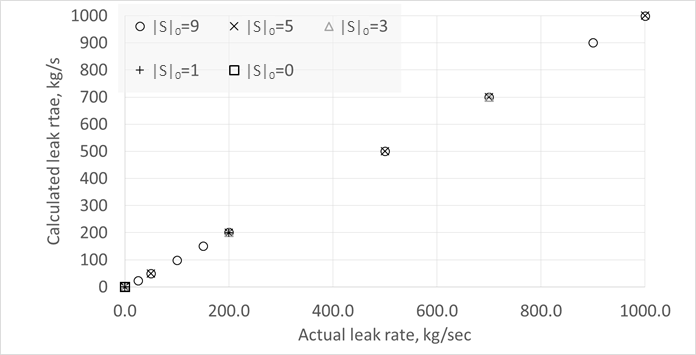 1000
900
800
700
600
500
400
300
200
100
0
Calculated leak rtae, kg/s
|S|₀=9 |S|₀=5 |S|₀=3
|S|₀=1 |S|₀=0
0.0 200.0 400.0 600.0 800.0 1000.0
Actual leak rate, kg/sec